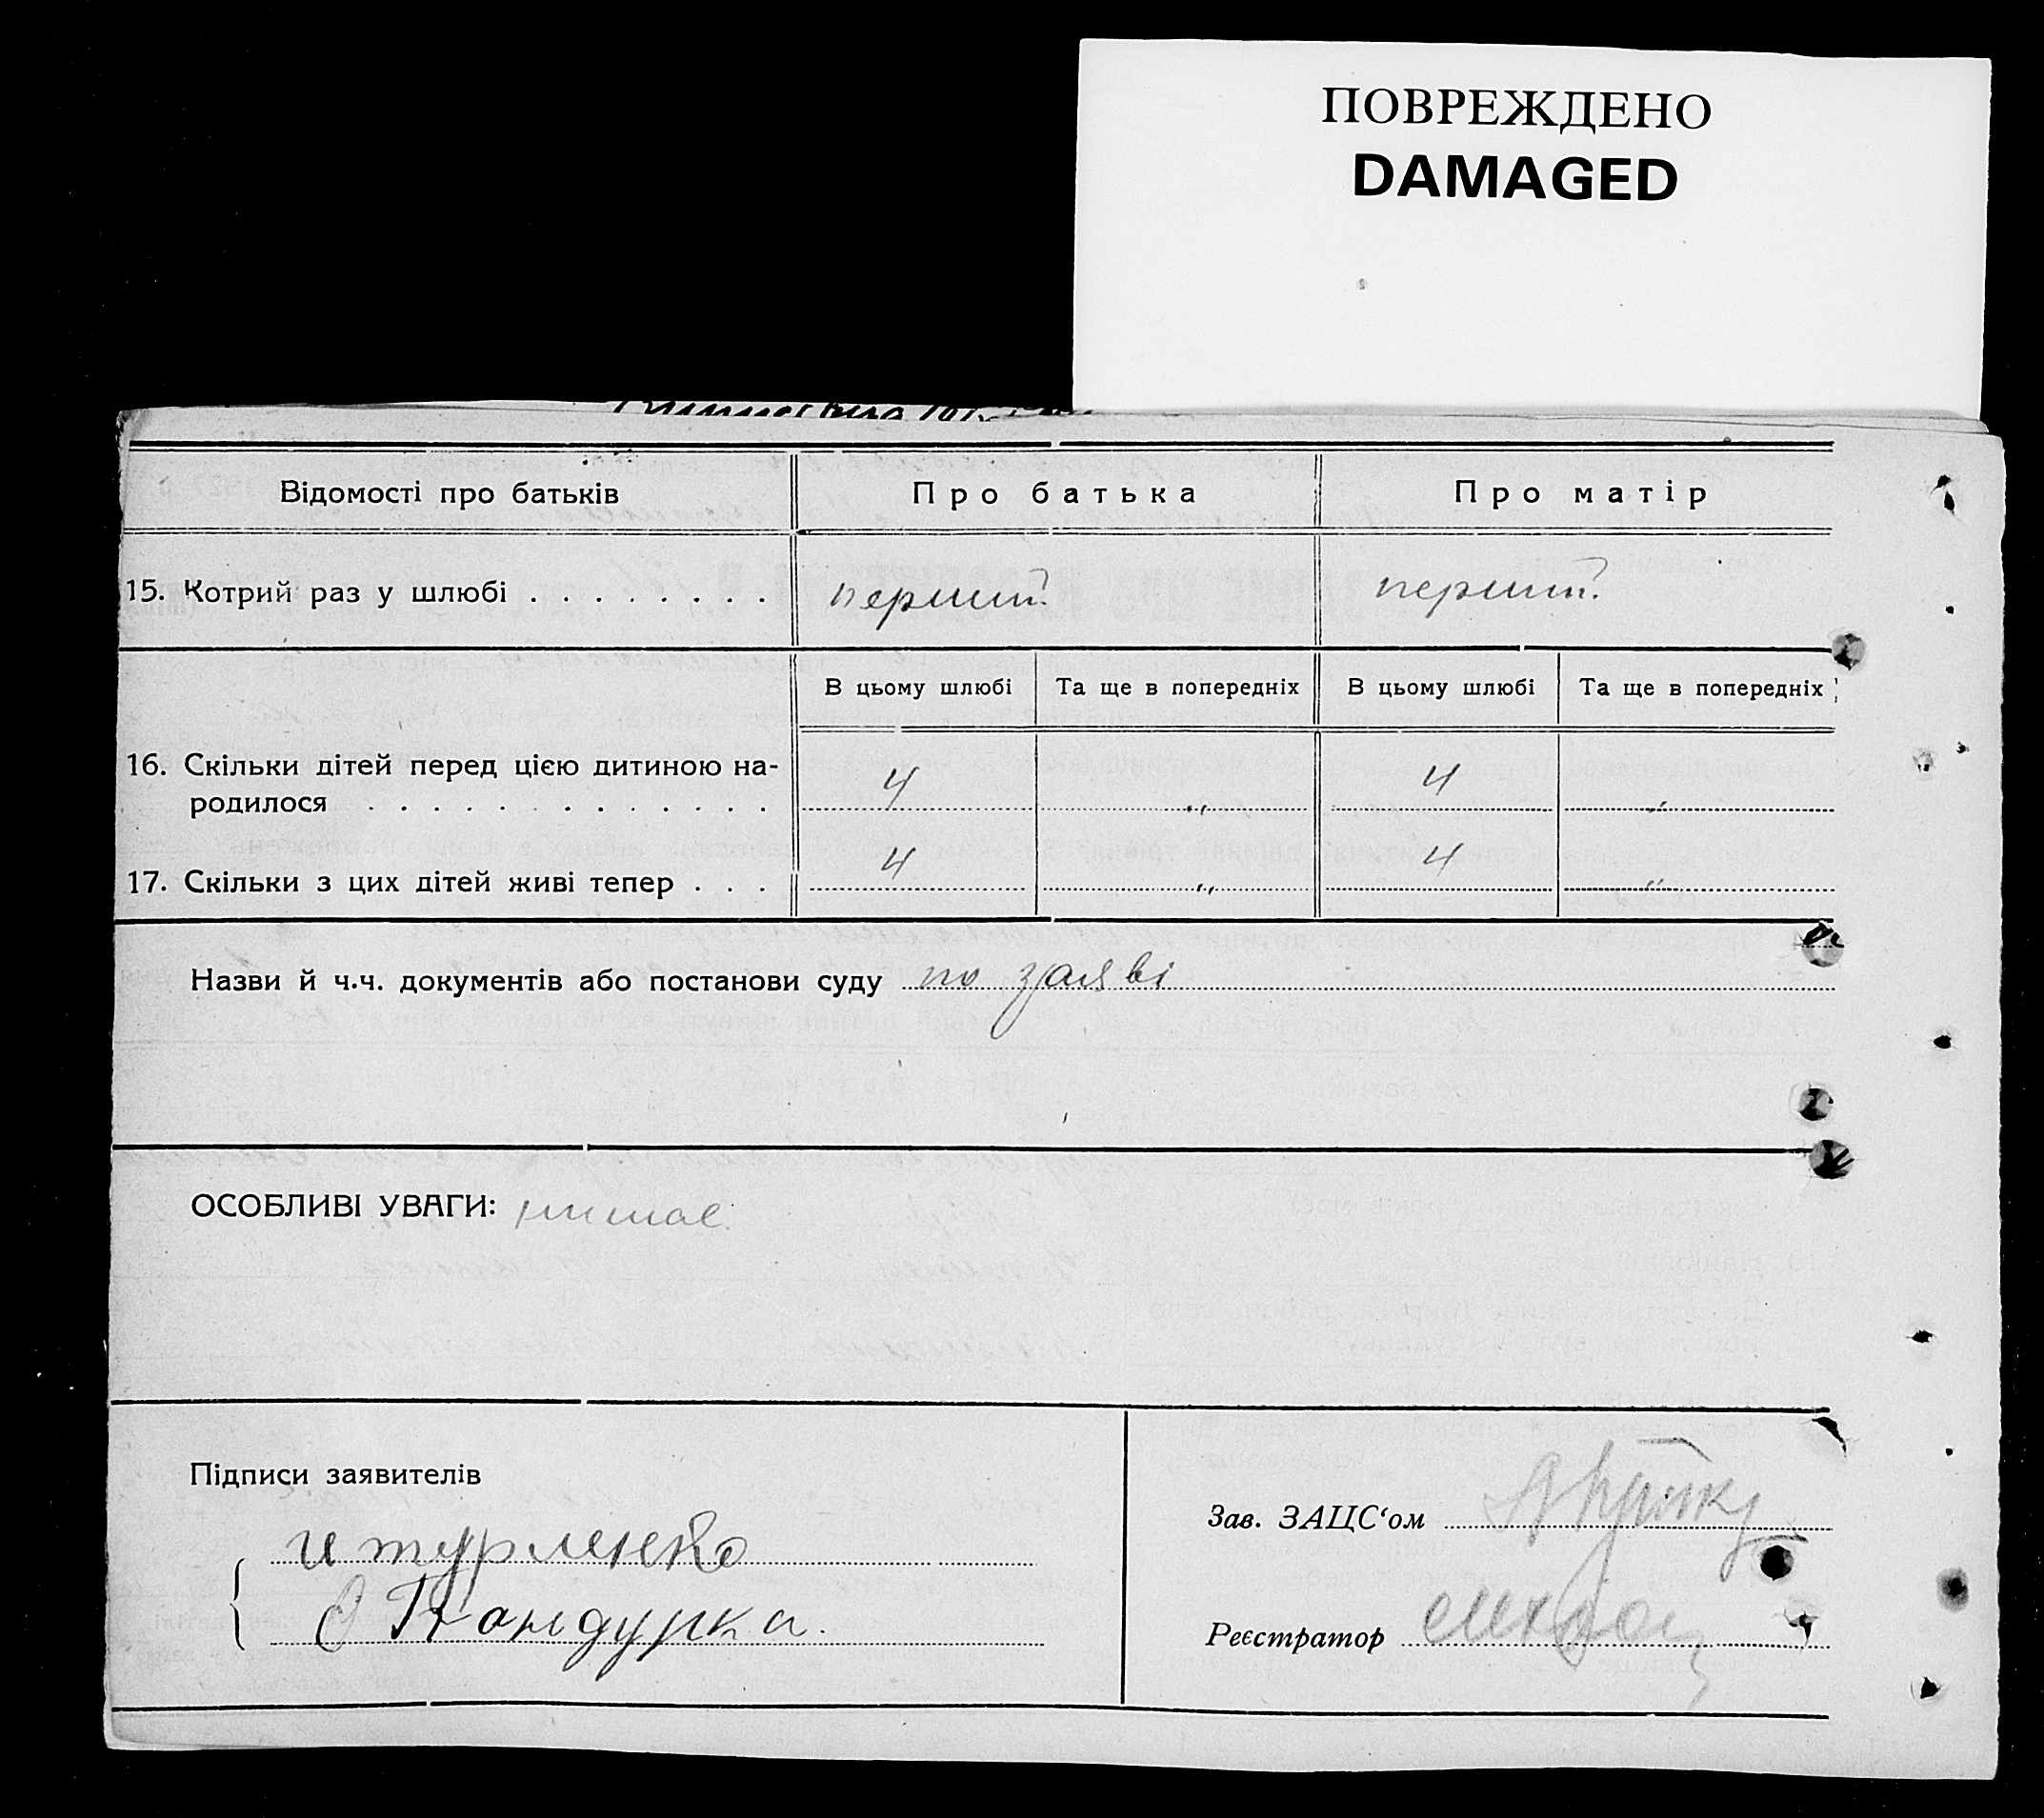 ПОВРЕЖДЕНО
DAMAGED
Відомості про батьків
Про батька
Про матір
15. Котрий раз у шлюбі . . . . . . . .
перший
перший
В цьому шлюбі
Та ще в попередніх
В цьому шлюбі
Та ще в попередніх
16. Скільки дітей перед цією дитиною на-
родилося . . . . . . . . . . . . . .
4
„
4
„
17. Скільки з цих дітей живі тепер . . .
4
„
4
„
Назви й ч.ч. документів або постанови суду по заяві
ОСОБЛИВІ УВАГИ: немає.
Підписи заявителів
Зав. ЗАЦС‘ом
Реєстратор